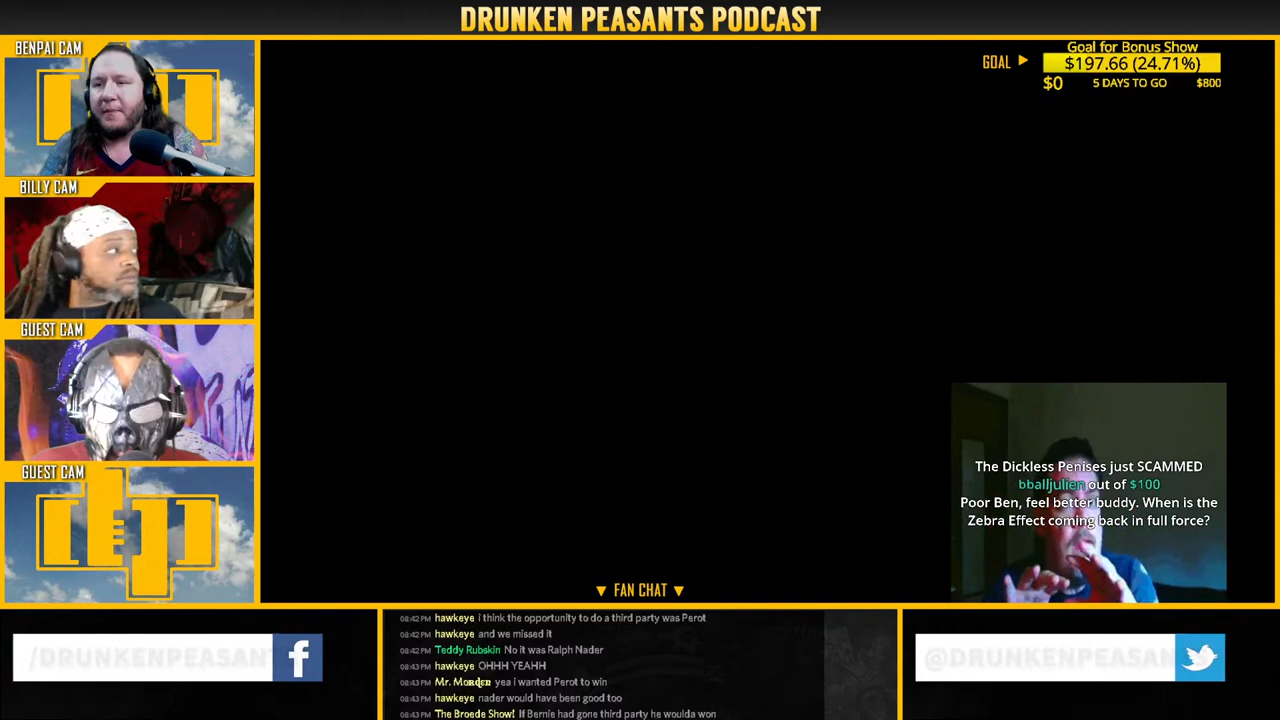 DRUNKEN PEASANTS PODCAST
BENPAI CAM
BILLY CAM
GUEST CAM
GUEST CAM
GOAL
Goal for Bonus Show
$197.66 (24.71%)
$0 5 DAYS TO GO $800
The Dickless Penises just SCAMMED
bballjulien out of $100
Poor Ben, feel better buddy. When is the
Zebra Effect coming back in full force?
▼ FAN CHAT ▼
08:42 PM hawkeye i think the opportunity to do a third party was Perot
08:42 PM hawkeye and we missed it
08:42 PM Teddy Rubskin No it was Ralph Nader
08:43 PM hawkeye OHHH YEAHH
08:43 PM Mr. yea i wanted Perot to win
08:43 PM hawkeye nader would have been good too
08:43 PM The Broede Show! If Bernie had gone third party he woulda won
/DRUNKENPEASANT
f
@DRUNKENPEASAN